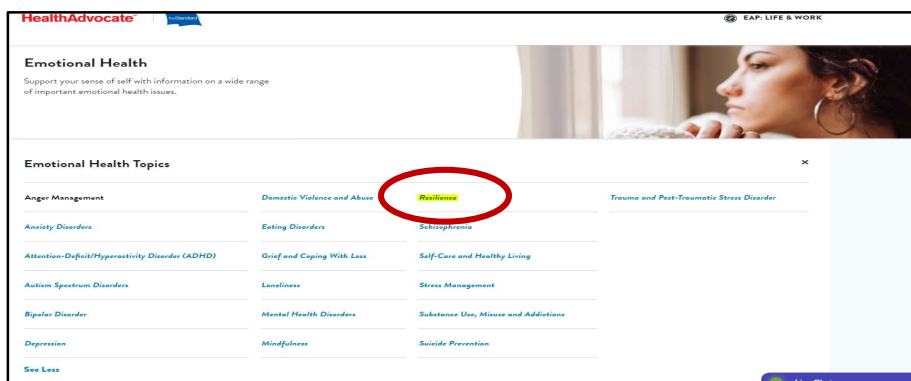 HealthAdvocate
The Standard
EAP: LIFE & WORK
Emotional Health
Support your sense of self with information on a wide range
of important emotional health issues.
Emotional Health Topics
×
Anger Management
Domestic Violence and Abuse
Resilience
Trauma and Post-Traumatic Stress Disorder
Anxiety Disorders
Eating Disorders
Schizophrenia
Attention-Deficit/Hyperactivity Disorder (ADHD)
Grief and Coping With Loss
Self-Care and Healthy Living
Autism Spectrum Disorders
Loneliness
Stress Management
Bipolar Disorder
Mental Health Disorders
Substance Use, Misuse and Addictions
Depression
Mindfulness
Suicide Prevention
See Less